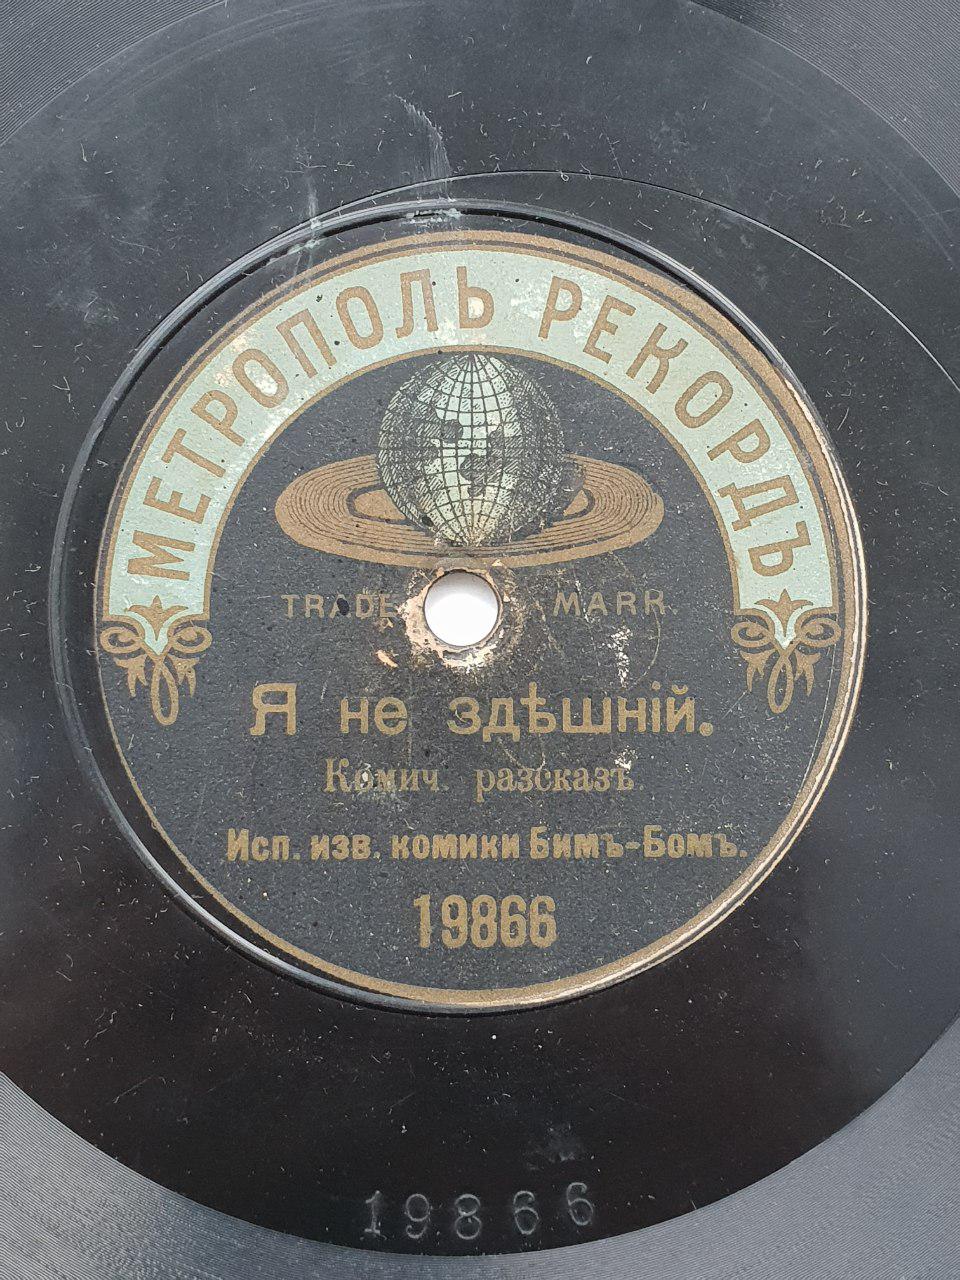 МЕТРОПОЛЬ РЕКОРДЪ
TRADE MARK
Я не здѣшній.
Комич. разсказъ.
Исп. изв. комики Бимъ-Бомъ.
19866
19866